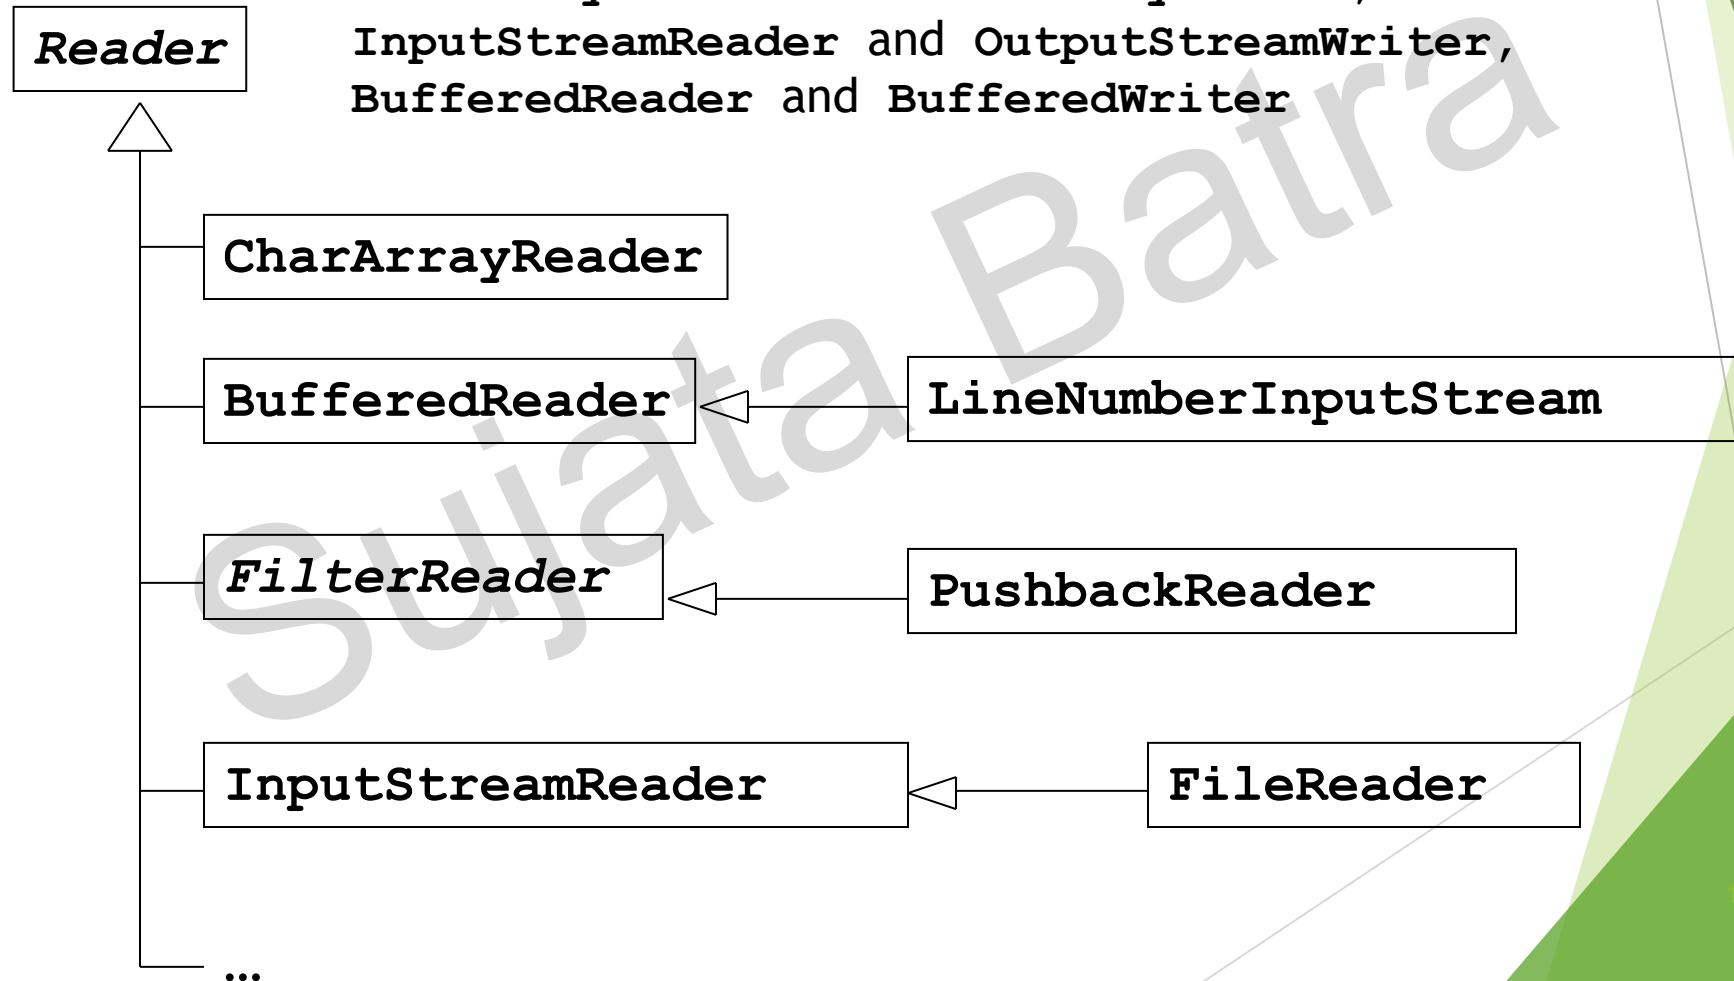 Reader
InputStreamReader and OutputStreamWriter,
BufferedReader and BufferedWriter
CharArrayReader
BufferedReader
LineNumberInputStream
FilterReader
PushbackReader
InputStreamReader
FileReader
…
Sujata Batra